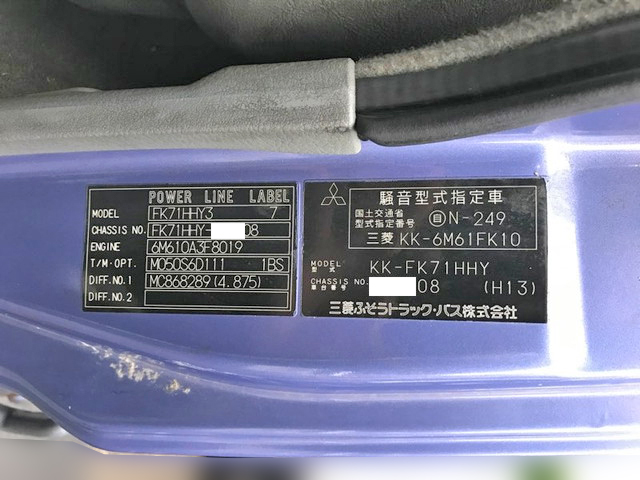 POWER LINE LABEL
MODEL FK71HHY3 7
CHASSIS NO. FK71HHY- 08
ENGINE 6M610A3F8019
T/M·OPT. M050S6D111 1BS
DIFF.NO.1 MC868289(4.875)
DIFF.NO.2
騒音型式指定車
国土交通省
型式指定番号 自N-249
三菱 KK-6M61FK10
MODEL
型式 KK-FK71HHY
CHASSIS NO.
車台番号 08 (H13)
三菱ふそうトラック・バス株式会社